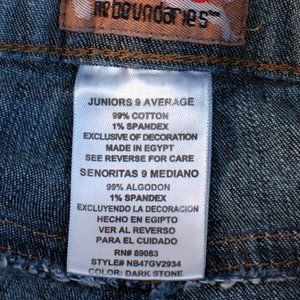 no boundaries
JUNIORS 9 AVERAGE
99% COTTON
1% SPANDEX
EXCLUSIVE OF DECORATION
MADE IN EGYPT
SEE REVERSE FOR CARE
SENORITAS 9 MEDIANO
99% ALGODON
1% SPANDEX
EXCLUYENDO LA DECORACION
HECHO EN EGIPTO
VER AL REVERSO
PARA EL CUIDADO
RN# 89083
STYLE# NB47GV2934
COLOR: DARK STONE